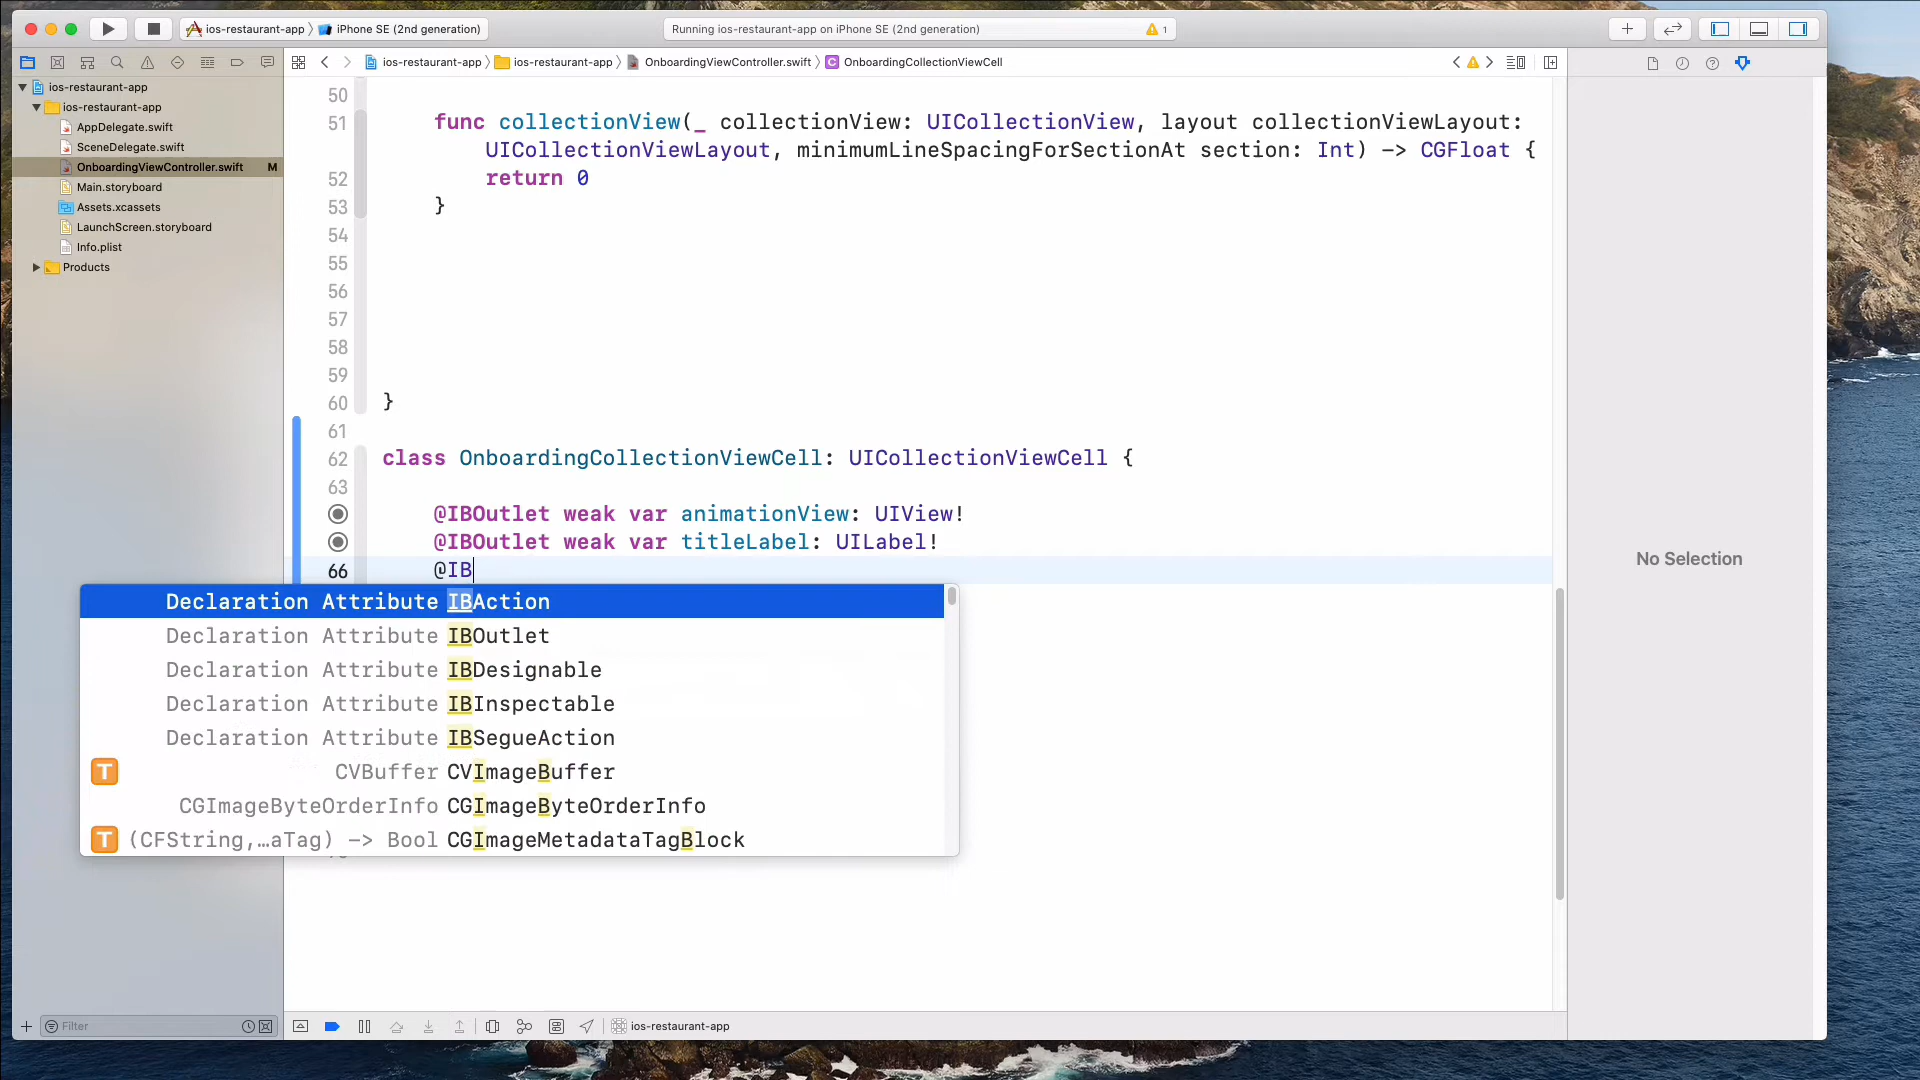 ios-restaurant-app
iPhone SE (2nd generation)
Running ios-restaurant-app on iPhone SE (2nd generation)
1
ios-restaurant-app
ios-restaurant-app
AppDelegate.swift
SceneDelegate.swift
OnboardingViewController.swift M
Main.storyboard
Assets.xcassets
LaunchScreen.storyboard
Info.plist
Products
Filter
ios-restaurant-app
ios-restaurant-app
OnboardingViewController.swift
C OnboardingCollectionViewCell
50
51 func collectionView(_ collectionView: UICollectionView, layout collectionViewLayout:
UICollectionViewLayout, minimumLineSpacingForSectionAt section: Int) -> CGFloat {
52 return 0
53 }
54
55
56
57
58
59
60 }
61
62 class OnboardingCollectionViewCell: UICollectionViewCell {
63
@IBOutlet weak var animationView: UIView!
@IBOutlet weak var titleLabel: UILabel!
66 @IB
Declaration Attribute IBAction
Declaration Attribute IBOutlet
Declaration Attribute IBDesignable
Declaration Attribute IBInspectable
Declaration Attribute IBSegueAction
T CVBuffer CVImageBuffer
CGImageByteOrderInfo CGImageByteOrderInfo
T (CFString,…aTag) -> Bool CGImageMetadataTagBlock
No Selection
ios-restaurant-app